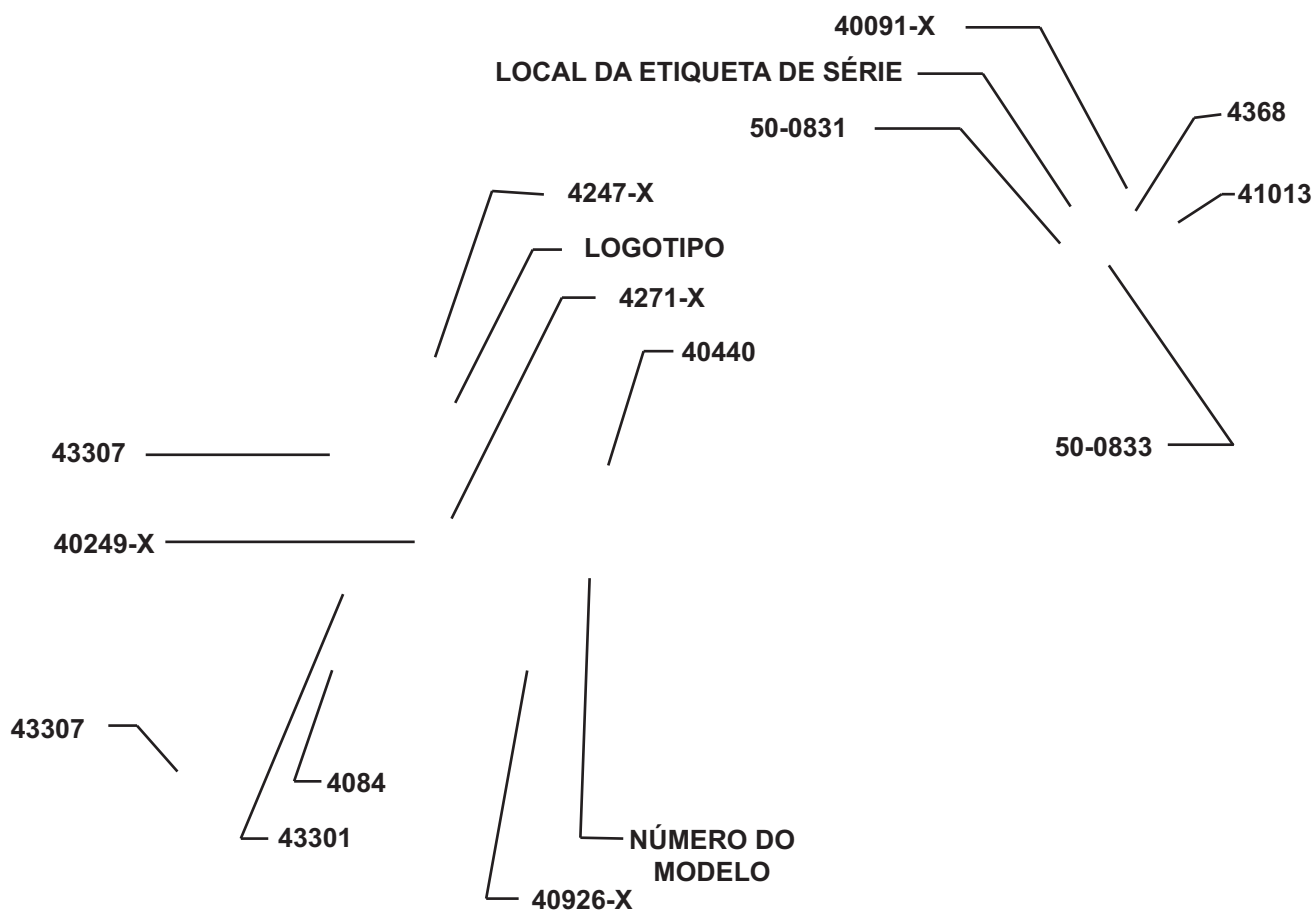 40091-X
LOCAL DA ETIQUETA DE SÉRIE
4368
50-0831
4247-X
41013
LOGOTIPO
4271-X
40440
43307
50-0833
40249-X
43307
4084
43301
NÚMERO DO
MODELO
40926-X